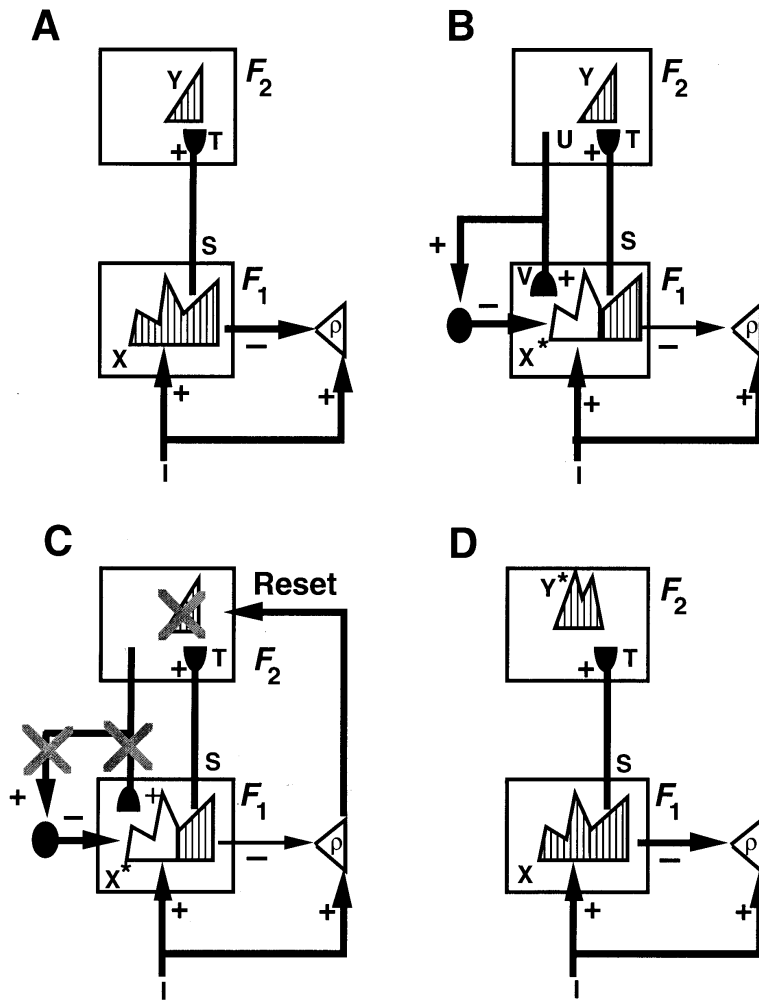 A
Y
F2
+ T
S
F1
X
−
ρ
+
+
I
B
Y
F2
U
+ T
+
S
V +
F1
−
X*
−
ρ
+
+
I
C
Reset
+ T
F2
S
+
+
F1
−
X*
−
ρ
+
+
I
D
Y*
F2
+ T
S
F1
X
−
ρ
+
+
I